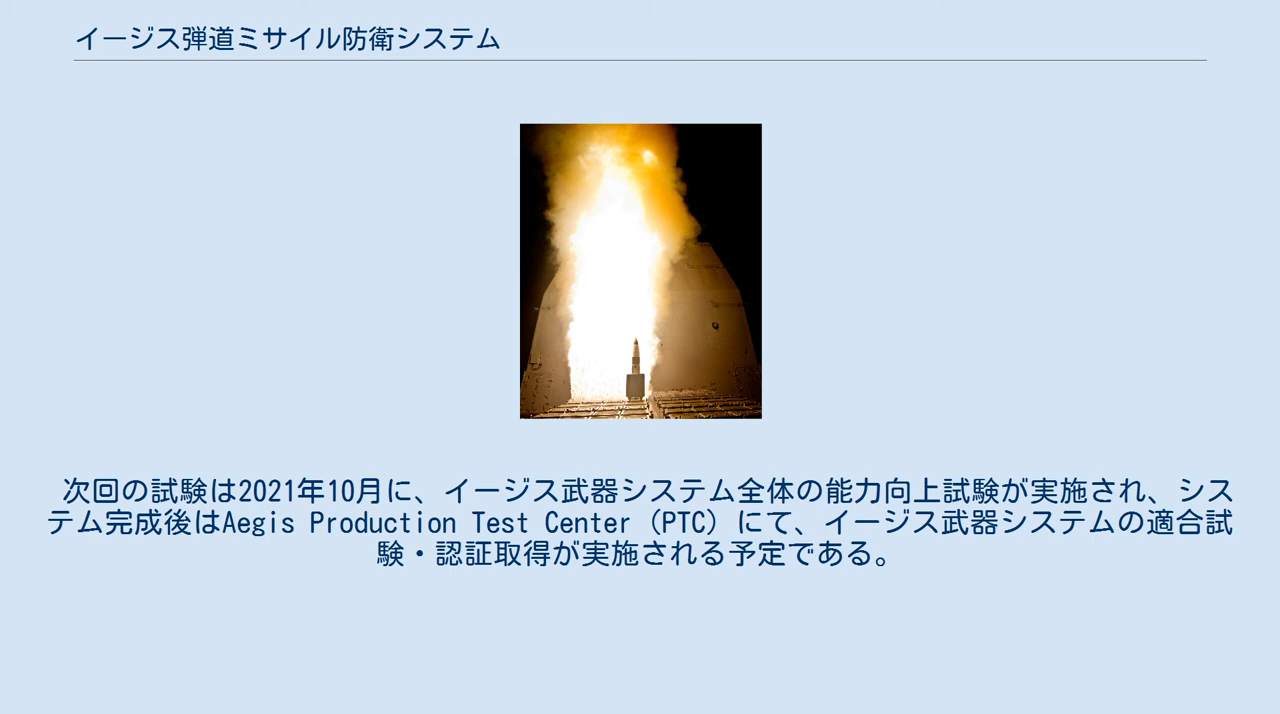 イージス弾道ミサイル防衛システム
次回の試験は2021年10月に、イージス武器システム全体の能力向上試験が実施され、シス
テム完成後はAegis Production Test Center (PTC) にて、イージス武器システムの適合試
験・認証取得が実施される予定である。